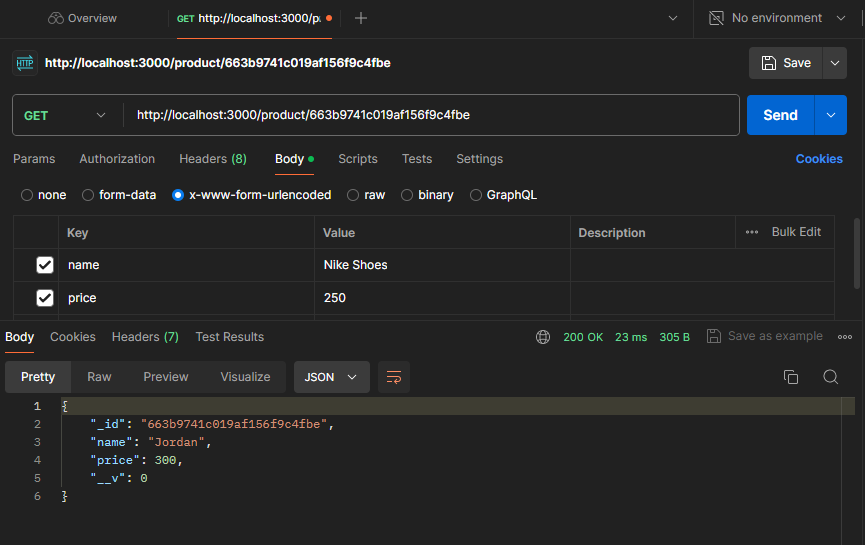 Overview
GET http://localhost:3000/p
No environment
HTTP http://localhost:3000/product/663b9741c019af156f9c4fbe
Save
GET http://localhost:3000/product/663b9741c019af156f9c4fbe
Send
Params Authorization Headers (8) Body Scripts Tests Settings Cookies
none form-data x-www-form-urlencoded raw binary GraphQL
Key Value Description Bulk Edit
name Nike Shoes
price 250
Body Cookies Headers (7) Test Results 200 OK 23 ms 305 B Save as example
Pretty Raw Preview Visualize JSON
1 {
2 "_id": "663b9741c019af156f9c4fbe",
3 "name": "Jordan",
4 "price": 300,
5 "__v": 0
6 }